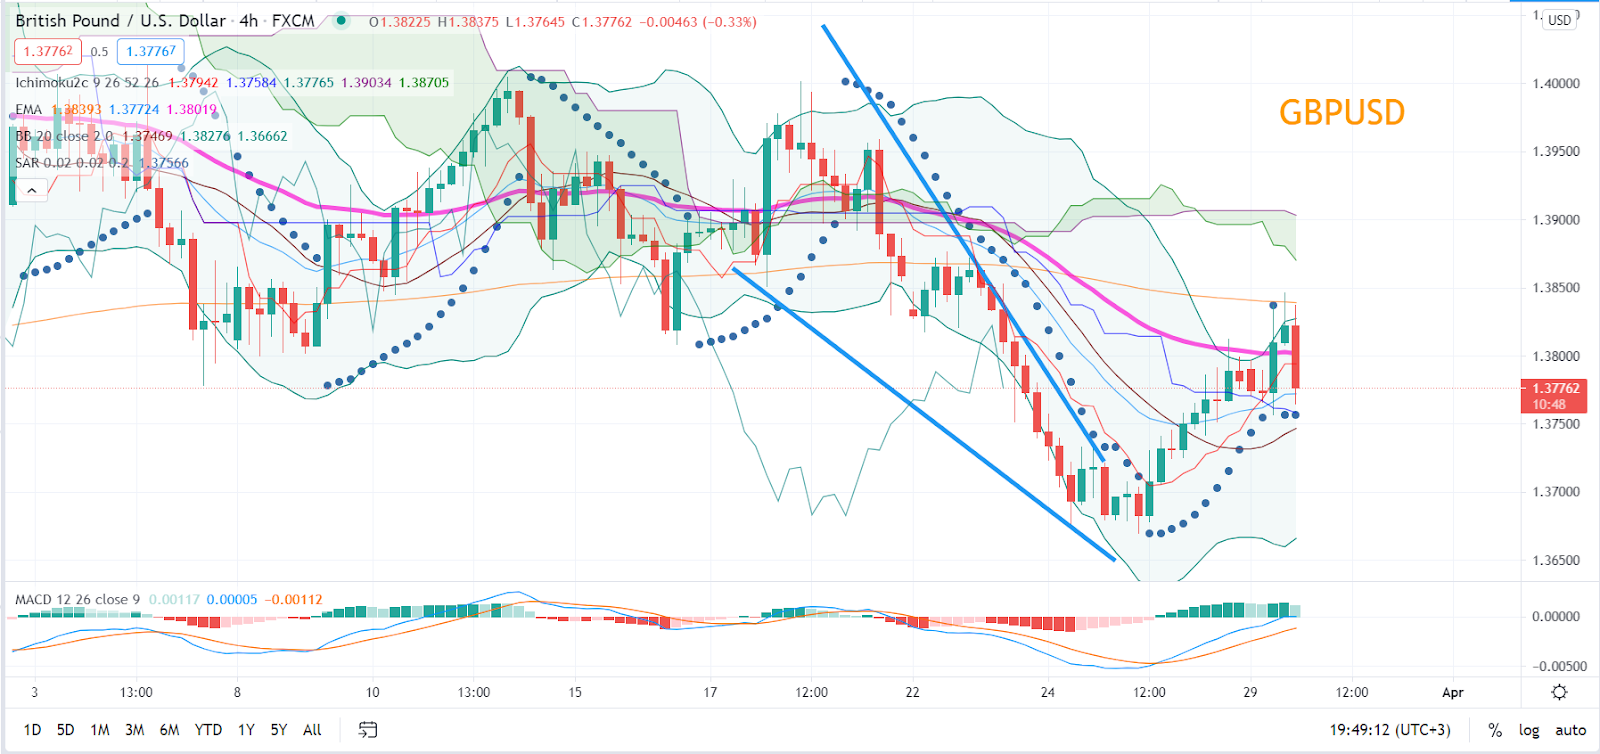 British Pound / U.S. Dollar · 4h · FXCM O1.38225 H1.38375 L1.37645 C1.37762 −0.00463 (−0.33%)
USD
1.37762 0.5 1.37767
Ichimoku2c 9 26 52 26 1.37942 1.37584 1.37765 1.39034 1.38705
1.40000
EMA 1.38393 1.37724 1.38019
GBPUSD
BB 20 close 2 0 1.37469 1.38276 1.36662
1.39500
SAR 0.02 0.02 0.2 1.37566
1.39000
1.38500
1.38000
1.37762
10:48
1.37500
1.37000
1.36500
MACD 12 26 close 9 0.00117 0.00005 −0.00112
0.00000
−0.00500
3 13:00 8 10 13:00 15 17 12:00 22 24 12:00 29 12:00 Apr
1D 5D 1M 3M 6M YTD 1Y 5Y All 19:49:12 (UTC+3) % log auto